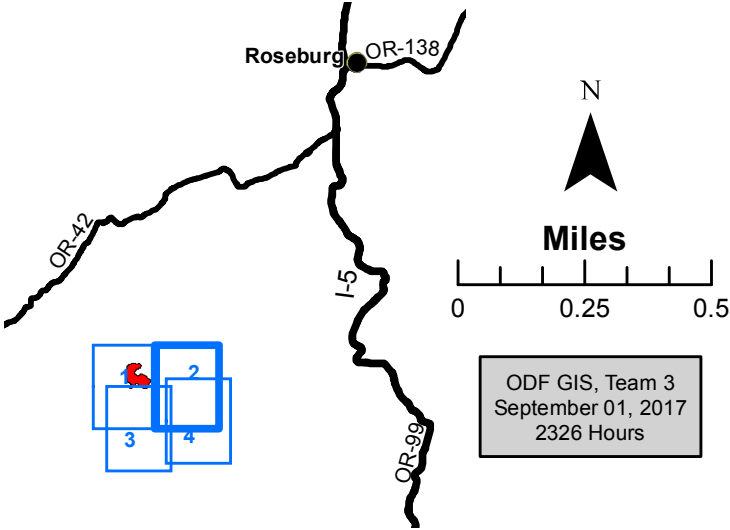 Roseburg
OR-138
N
OR-42
I-5
Miles
0 0.25 0.5
1 2
3 4
OR-99
ODF GIS, Team 3
September 01, 2017
2326 Hours